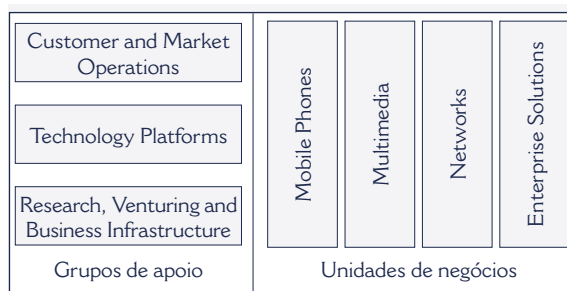 Customer and Market
Operations
Technology Platforms
Research, Venturing and
Business Infrastructure
Grupos de apoio
Mobile Phones
Multimedia
Networks
Enterprise Solutions
Unidades de negócios